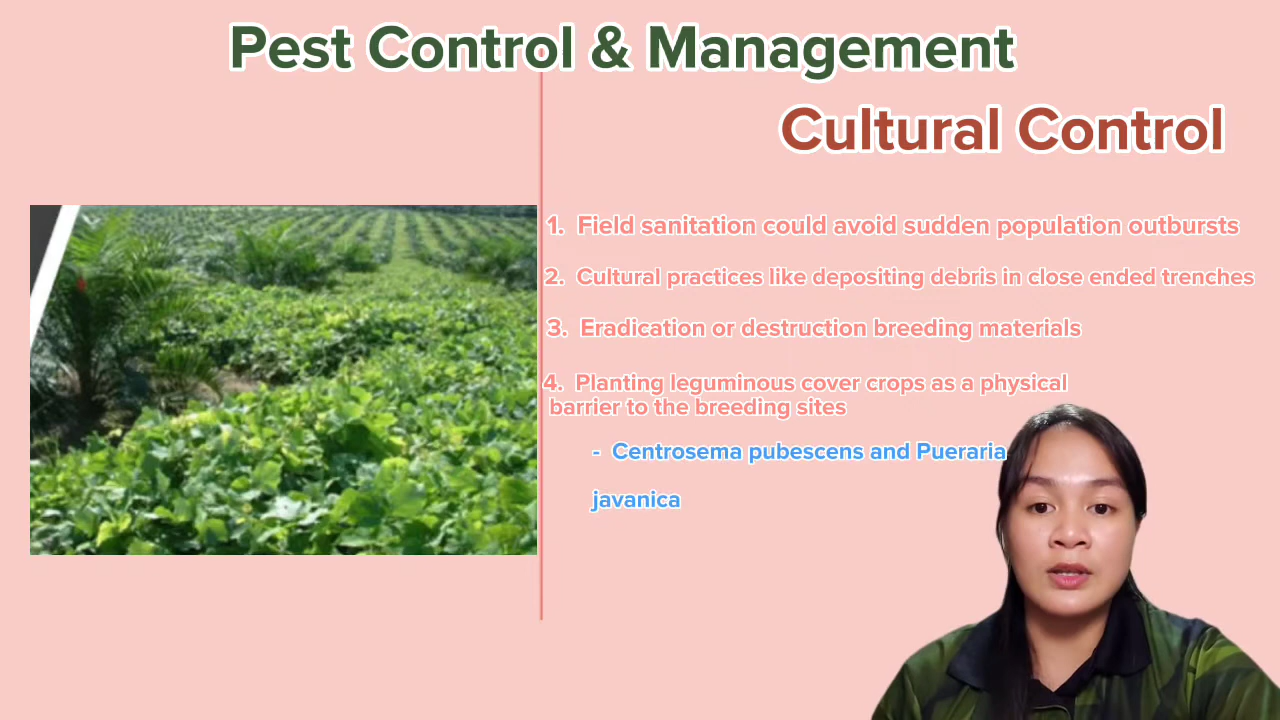 Pest Control & Management
Cultural Control
1. Field sanitation could avoid sudden population outbursts
2. Cultural practices like depositing debris in close ended trenches
3. Eradication or destruction breeding materials
4. Planting leguminous cover crops as a physical
barrier to the breeding sites
- Centrosema pubescens and Pueraria
javanica